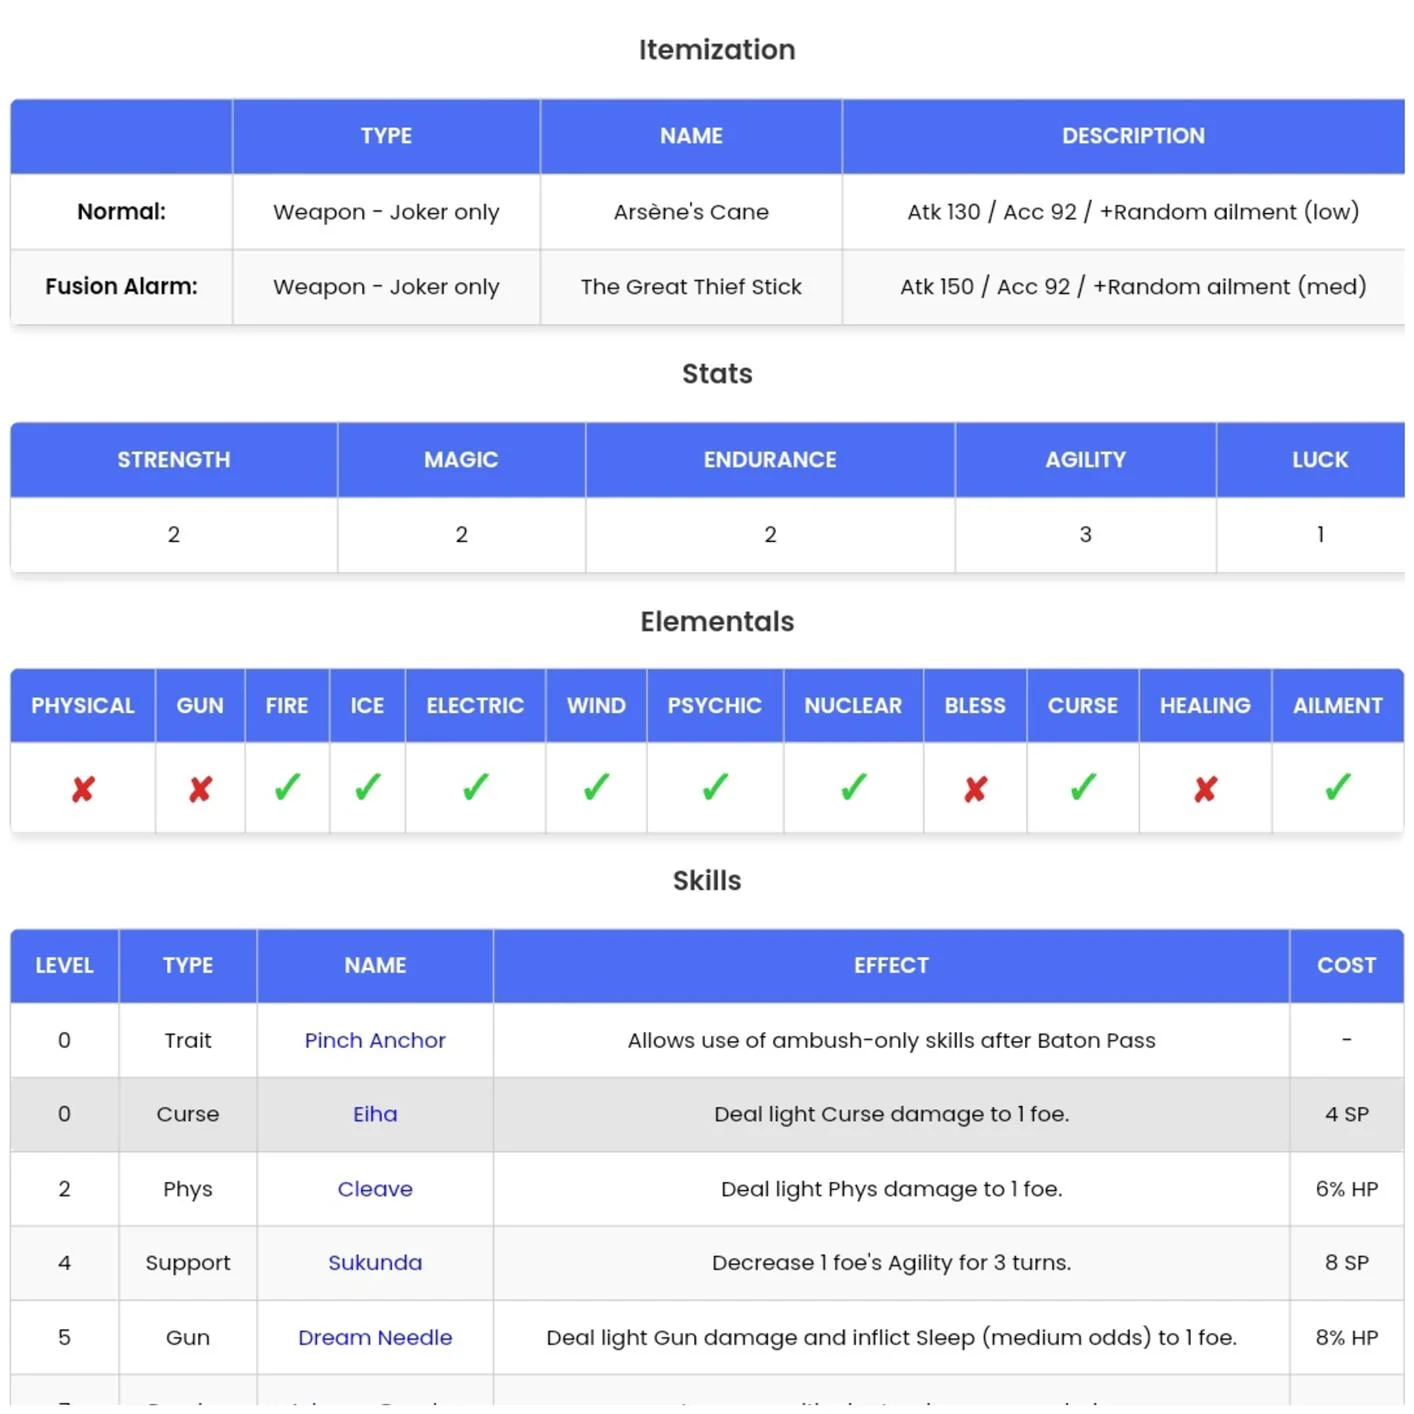 Itemization
TYPE NAME DESCRIPTION
Normal: Weapon - Joker only Arsène's Cane Atk 130 / Acc 92 / +Random ailment (low)
Fusion Alarm: Weapon - Joker only The Great Thief Stick Atk 150 / Acc 92 / +Random ailment (med)
Stats
STRENGTH MAGIC ENDURANCE AGILITY LUCK
2 2 2 3 1
Elementals
PHYSICAL GUN FIRE ICE ELECTRIC WIND PSYCHIC NUCLEAR BLESS CURSE HEALING AILMENT
✘ ✘ ✓ ✓ ✓ ✓ ✓ ✓ ✘ ✓ ✘ ✓
Skills
LEVEL TYPE NAME EFFECT COST
0 Trait Pinch Anchor Allows use of ambush-only skills after Baton Pass -
0 Curse Eiha Deal light Curse damage to 1 foe. 4 SP
2 Phys Cleave Deal light Phys damage to 1 foe. 6% HP
4 Support Sukunda Decrease 1 foe's Agility for 3 turns. 8 SP
5 Gun Dream Needle Deal light Gun damage and inflict Sleep (medium odds) to 1 foe. 8% HP